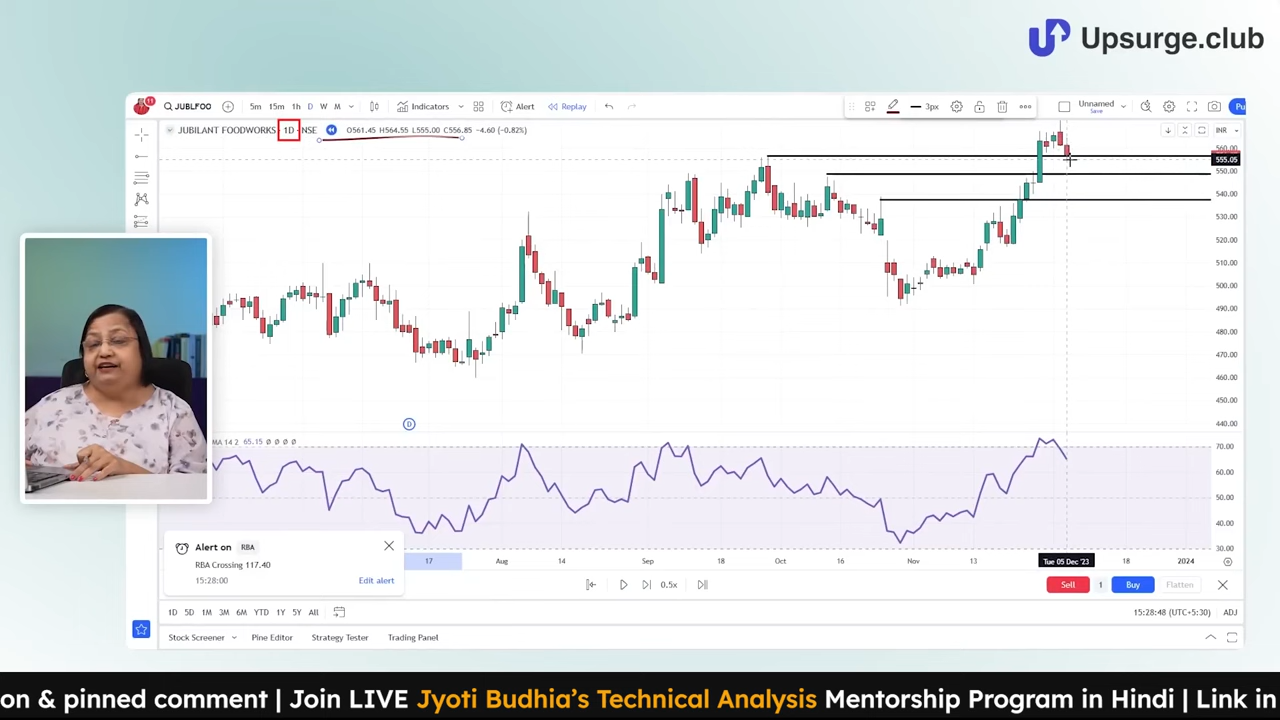 Upsurge.club
11
JUBLFOO
5m 15m 1h D W M
Indicators
Alert
Replay
3px
Unnamed
Save
Pu
JUBILANT FOODWORKS · 1D · NSE
O561.45 H564.55 L555.00 C556.85 −4.60 (−0.82%)
INR
560.00
555.05
550.00
540.00
530.00
520.00
510.00
500.00
490.00
480.00
470.00
460.00
450.00
440.00
D
MA 14 2 65.15 Ø Ø Ø Ø
70.00
60.00
50.00
40.00
30.00
Alert on RBA
RBA Crossing 117.40
15:28:00
Edit alert
17 Aug 14 Sep 18 Oct 16 Nov 13 Tue 05 Dec '23 18 2024
0.5x
Sell 1 Buy Flatten
1D 5D 1M 3M 6M YTD 1Y 5Y All
15:28:48 (UTC+5:30) ADJ
Stock Screener Pine Editor Strategy Tester Trading Panel
on & pinned comment | Join LIVE Jyoti Budhia's Technical Analysis Mentorship Program in Hindi | Link in